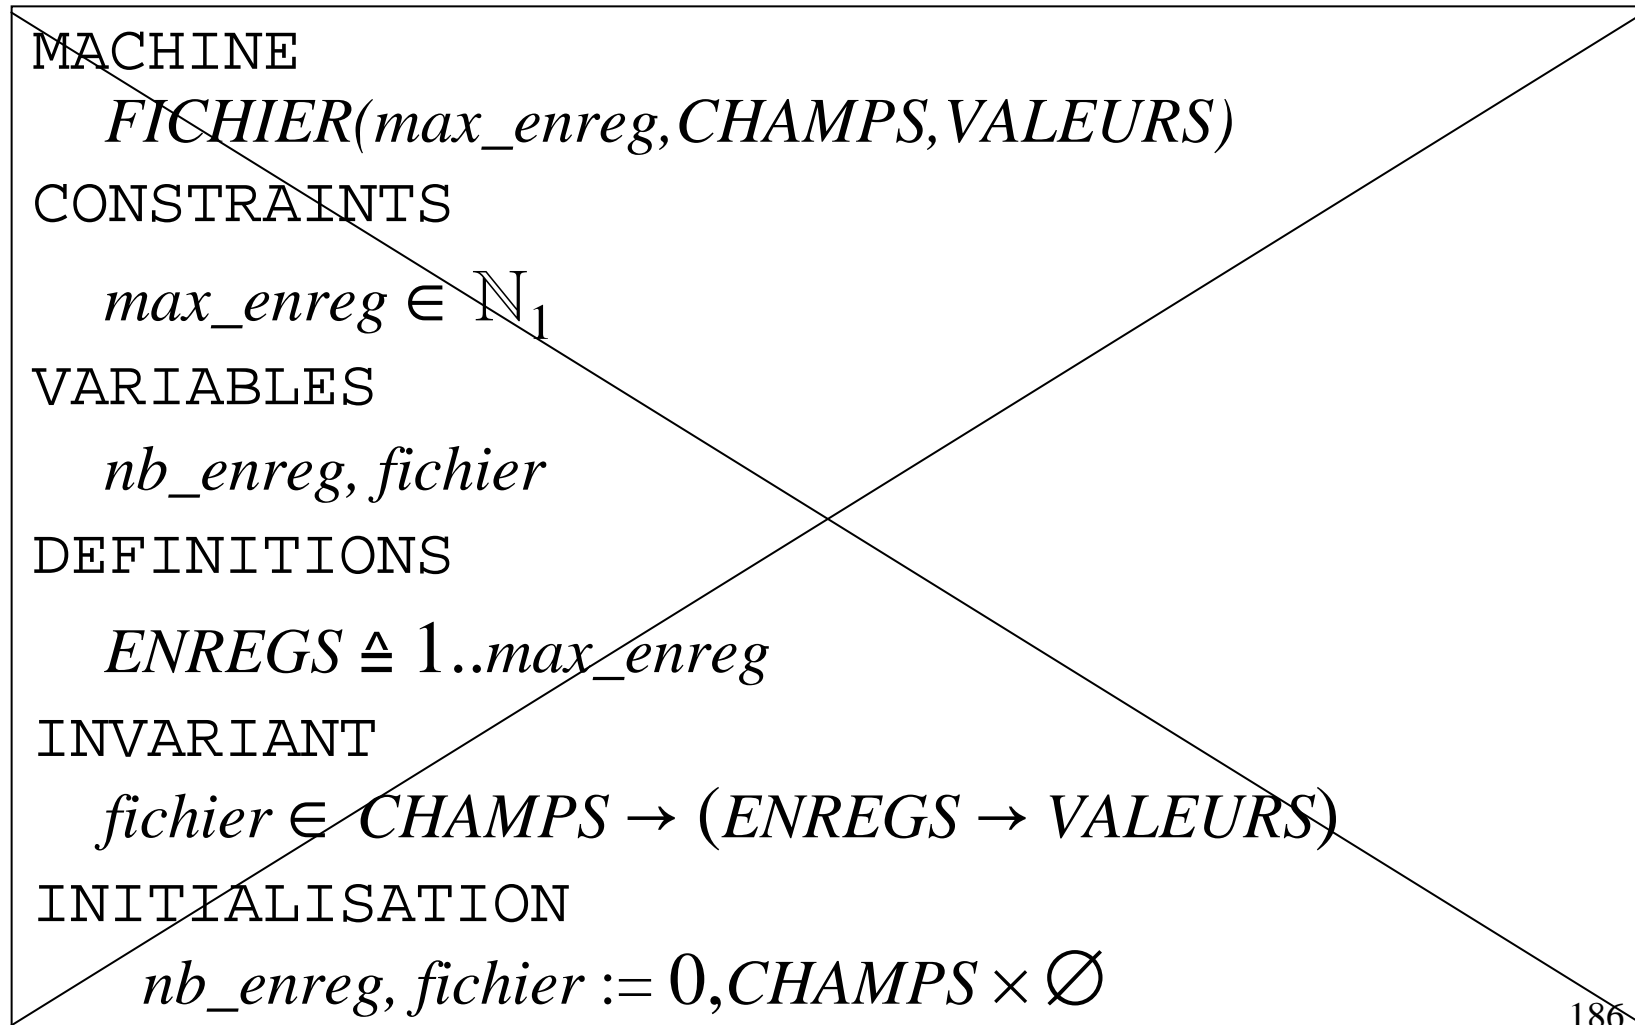 MACHINE
FICHIER(max_enreg,CHAMPS,VALEURS)
CONSTRAINTS
max_enreg ∈ ℕ₁
VARIABLES
nb_enreg, fichier
DEFINITIONS
ENREGS ≙ 1..max_enreg
INVARIANT
fichier ∈ CHAMPS → (ENREGS → VALEURS)
INITIALISATION
nb_enreg, fichier := 0,CHAMPS × ∅
186